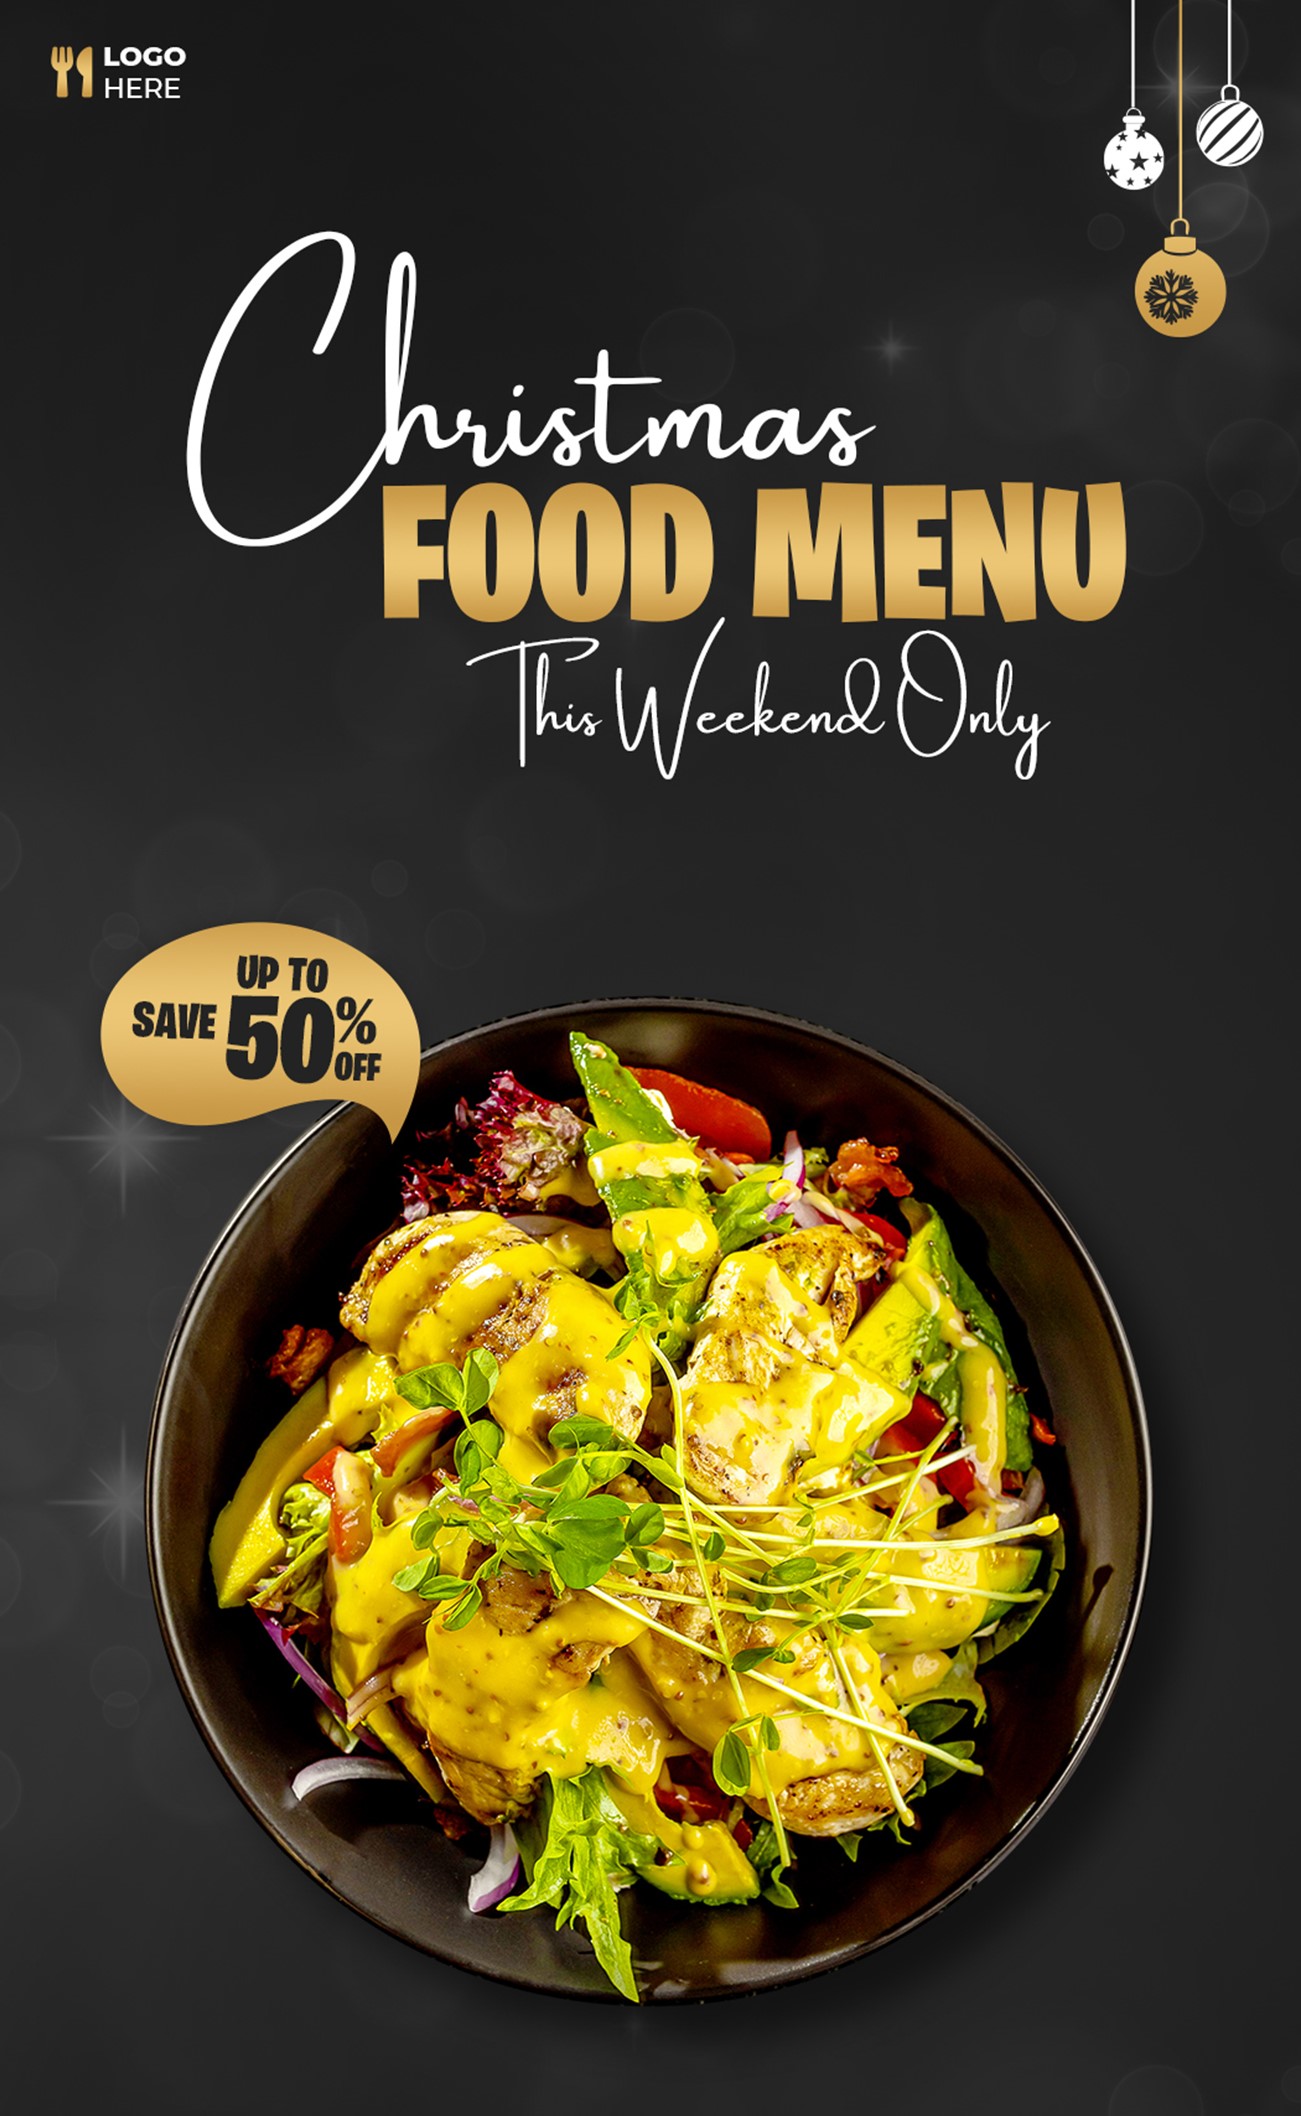 LOGO
HERE
Christmas
FOOD MENU
This Weekend Only
UP TO
SAVE 50%
OFF